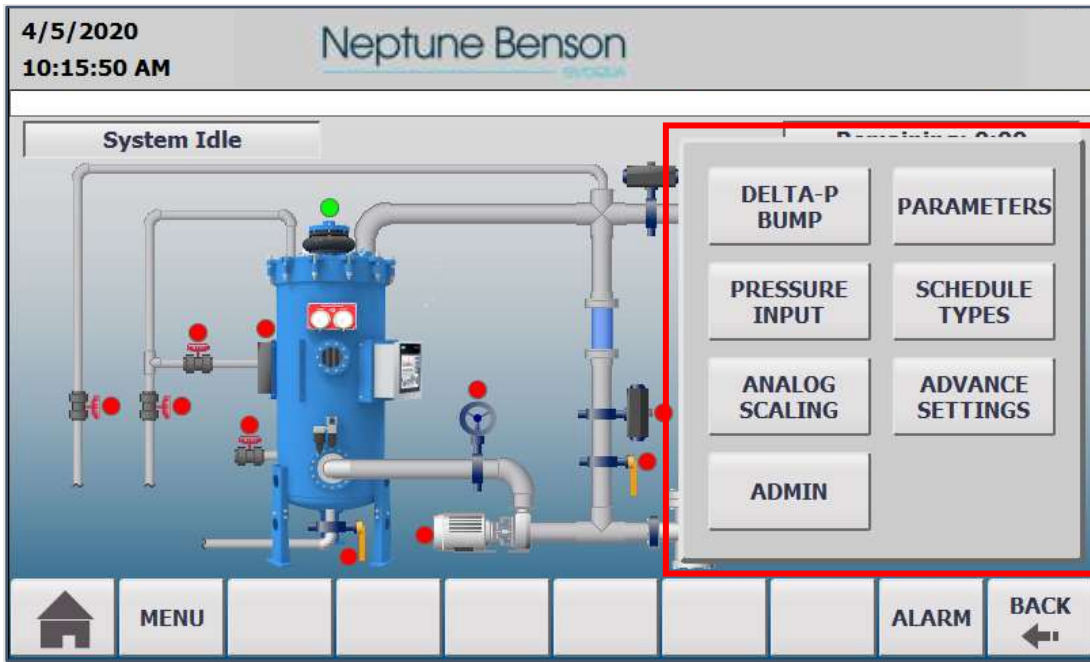 4/5/2020
10:15:50 AM
Neptune Benson
EVOQUA
System Idle
DELTA-P
BUMP
PARAMETERS
PRESSURE
INPUT
SCHEDULE
TYPES
ANALOG
SCALING
ADVANCE
SETTINGS
ADMIN
MENU
ALARM
BACK